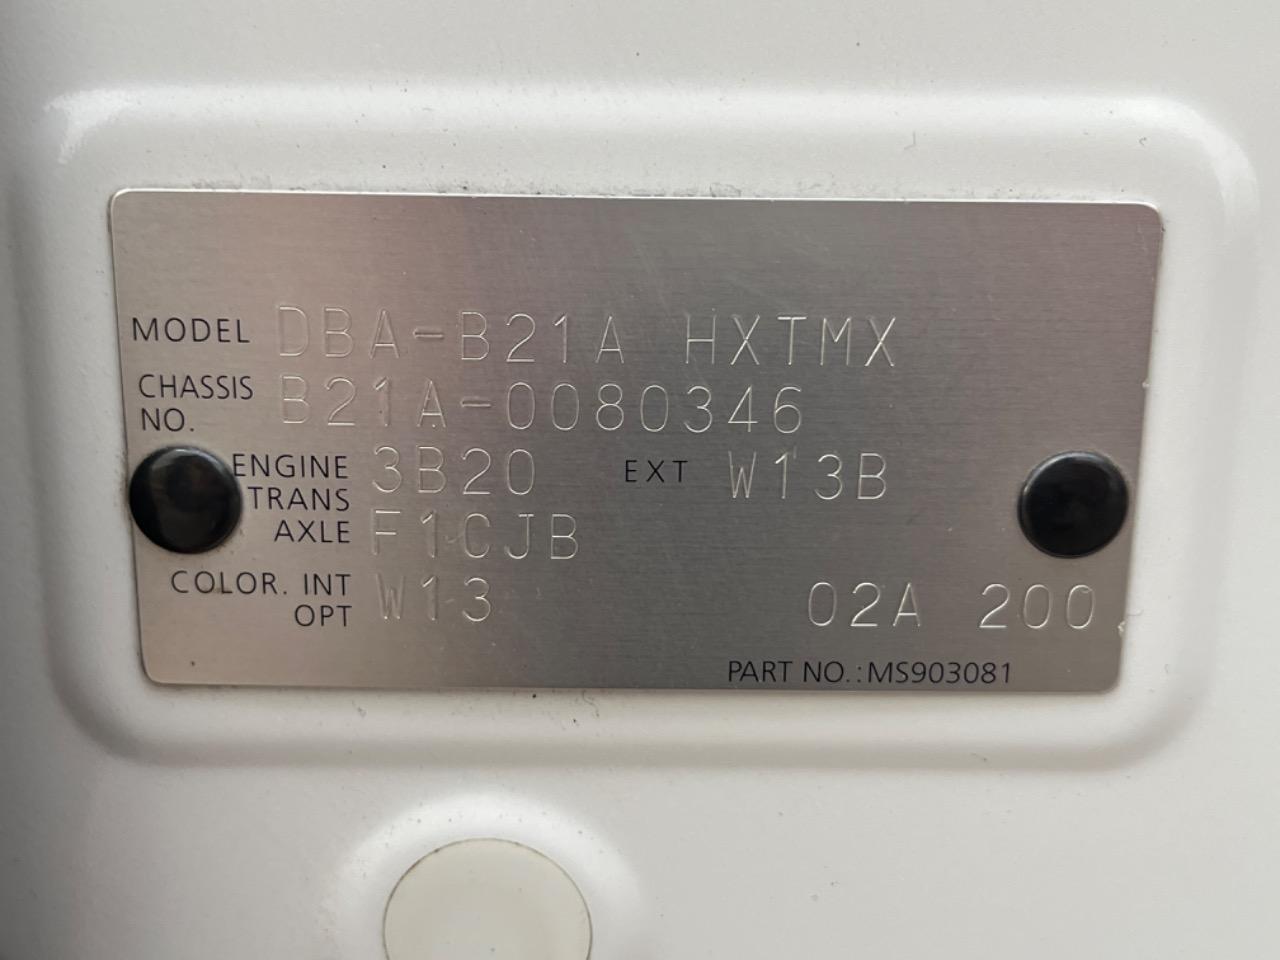 MODEL DBA-B21A HXTMX
CHASSIS NO. B21A-0080346
ENGINE 3B20 EXT W13B
TRANS AXLE F1CJB
COLOR. INT OPT W13 02A 200
PART NO.:MS903081